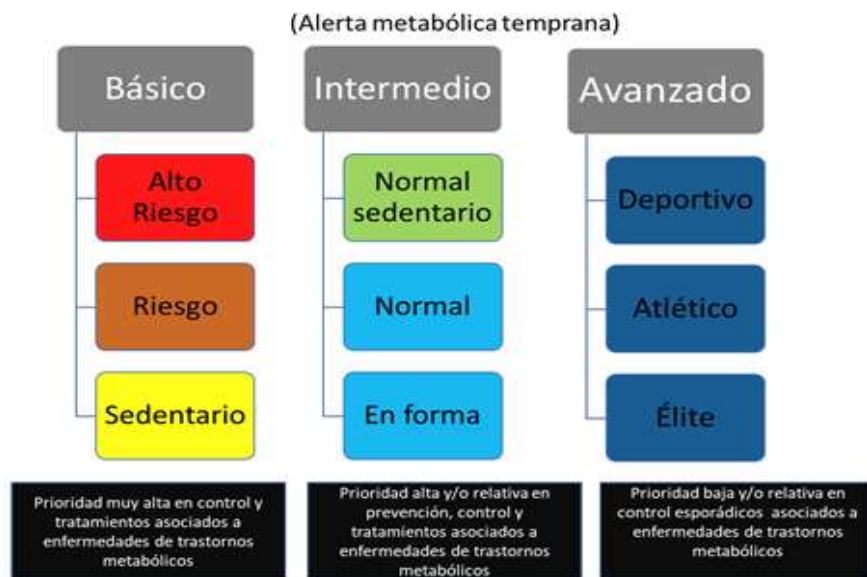 (Alerta metabólica temprana)
Básico
Alto
Riesgo
Riesgo
Sedentario
Prioridad muy alta en control y
tratamientos asociados a
enfermedades de trastornos
metabólicos
Intermedio
Normal
sedentario
Normal
En forma
Prioridad alta y/o relativa en
prevención, control y
tratamientos asociados a
enfermedades de trastornos
metabólicos
Avanzado
Deportivo
Atlético
Élite
Prioridad baja y/o relativa en
control esporádicos asociados a
enfermedades de trastornos
metabólicos